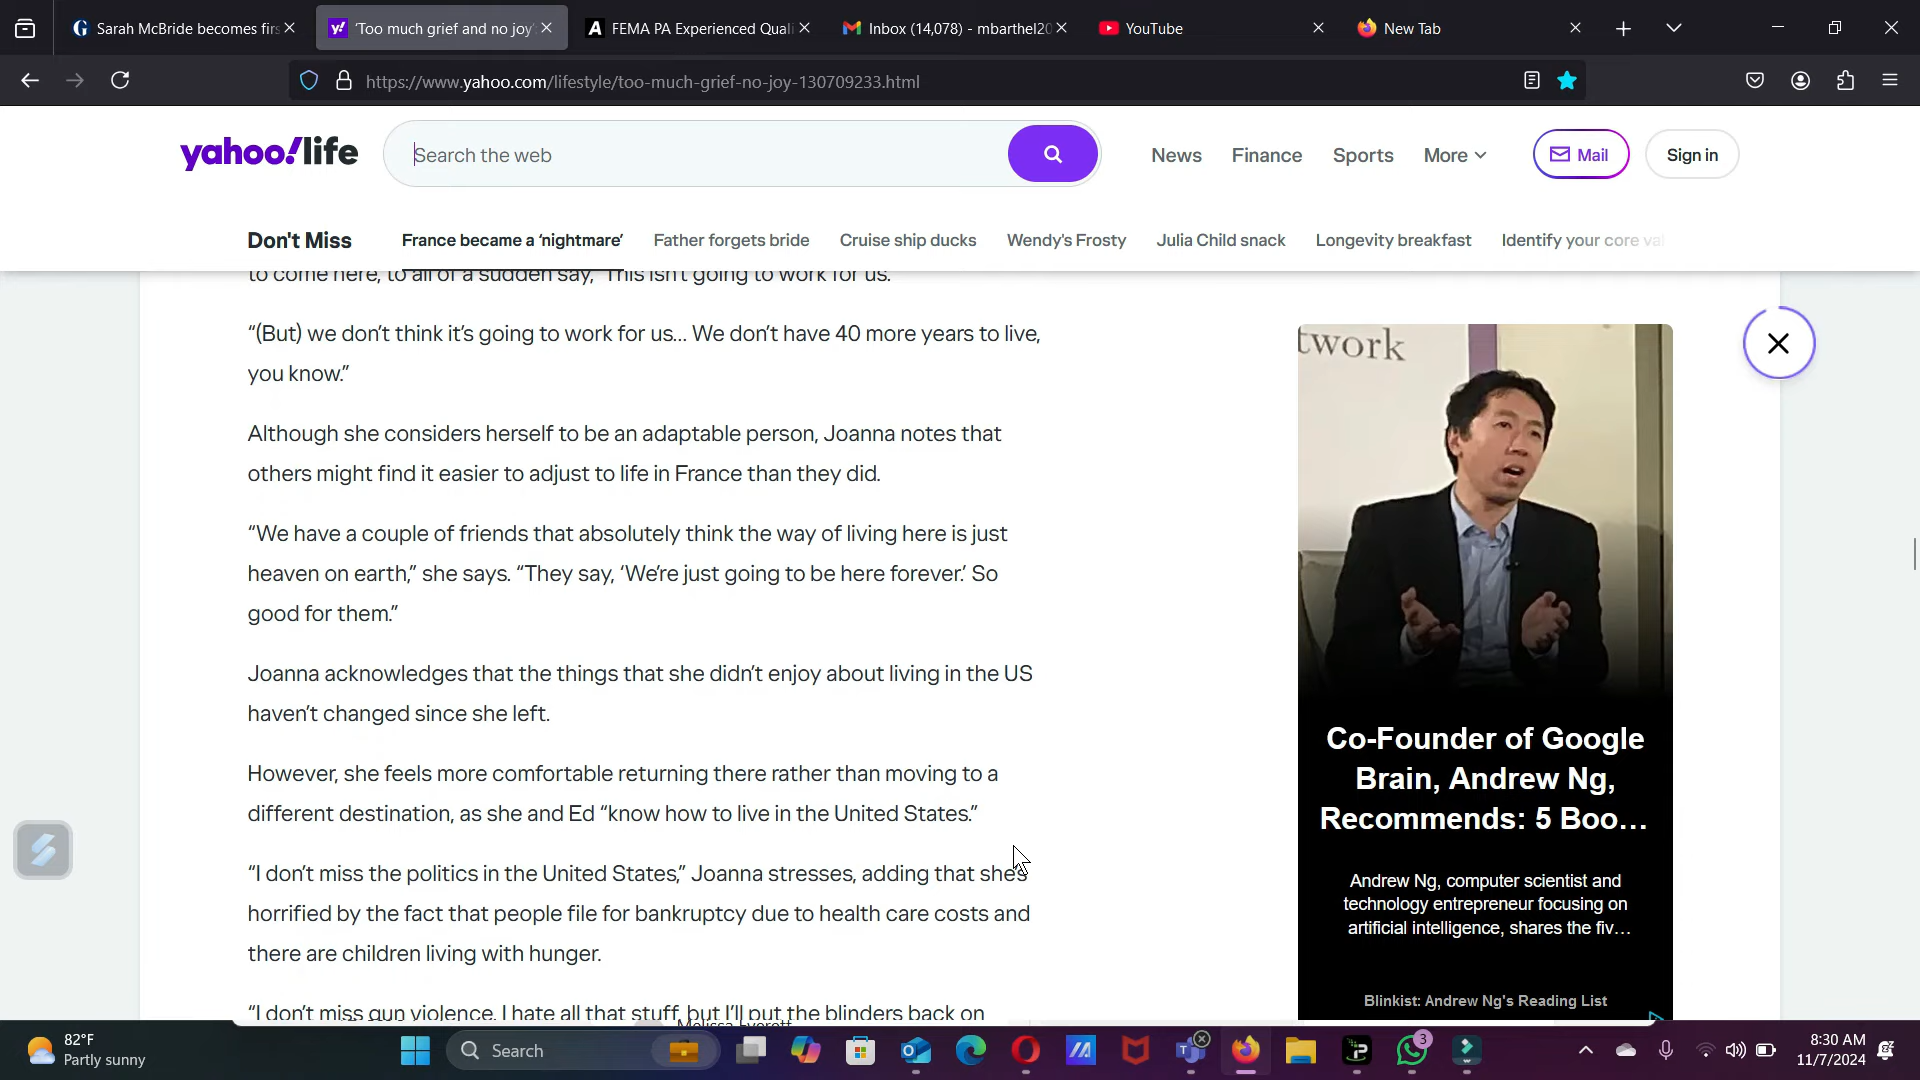 Sarah McBride becomes firs
'Too much grief and no joy'
FEMA PA Experienced Quali
Inbox (14,078) - mbarthel20
YouTube
New Tab
https://www.yahoo.com/lifestyle/too-much-grief-no-joy-130709233.html
yahoo!life
Search the web
News
Finance
Sports
More
Mail
Sign in
Don't Miss
France became a ‘nightmare’
Father forgets bride
Cruise ship ducks
Wendy's Frosty
Julia Child snack
Longevity breakfast
Identify your core val
to come here, to all of a sudden say, ‘This isn’t going to work for us.’
“(But) we don’t think it’s going to work for us… We don’t have 40 more years to live,
you know.”
Although she considers herself to be an adaptable person, Joanna notes that
others might find it easier to adjust to life in France than they did.
“We have a couple of friends that absolutely think the way of living here is just
heaven on earth,” she says. “They say, ‘We’re just going to be here forever.’ So
good for them.”
Joanna acknowledges that the things that she didn’t enjoy about living in the US
haven’t changed since she left.
However, she feels more comfortable returning there rather than moving to a
different destination, as she and Ed “know how to live in the United States.”
“I don’t miss the politics in the United States,” Joanna stresses, adding that she’s
horrified by the fact that people file for bankruptcy due to health care costs and
there are children living with hunger.
“I don’t miss gun violence. I hate all that stuff, but I’ll put the blinders back on
Melissa Everett
twork
Co-Founder of Google
Brain, Andrew Ng,
Recommends: 5 Boo...
Andrew Ng, computer scientist and
technology entrepreneur focusing on
artificial intelligence, shares the fiv...
Blinkist: Andrew Ng's Reading List
82°F
Partly sunny
Search
3
8:30 AM
11/7/2024